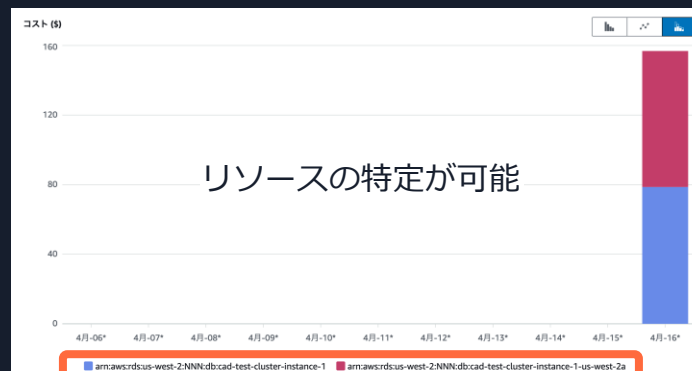 コスト ($)
160
120
リソースの特定が可能
80
40
0
4月-06* 4月-07* 4月-08* 4月-09* 4月-10* 4月-11* 4月-12* 4月-13* 4月-14* 4月-15* 4月-16*
arn:aws:rds:us-west-2:NNN:db:cad-test-cluster-instance-1 arn:aws:rds:us-west-2:NNN:db:cad-test-cluster-instance-1-us-west-2a